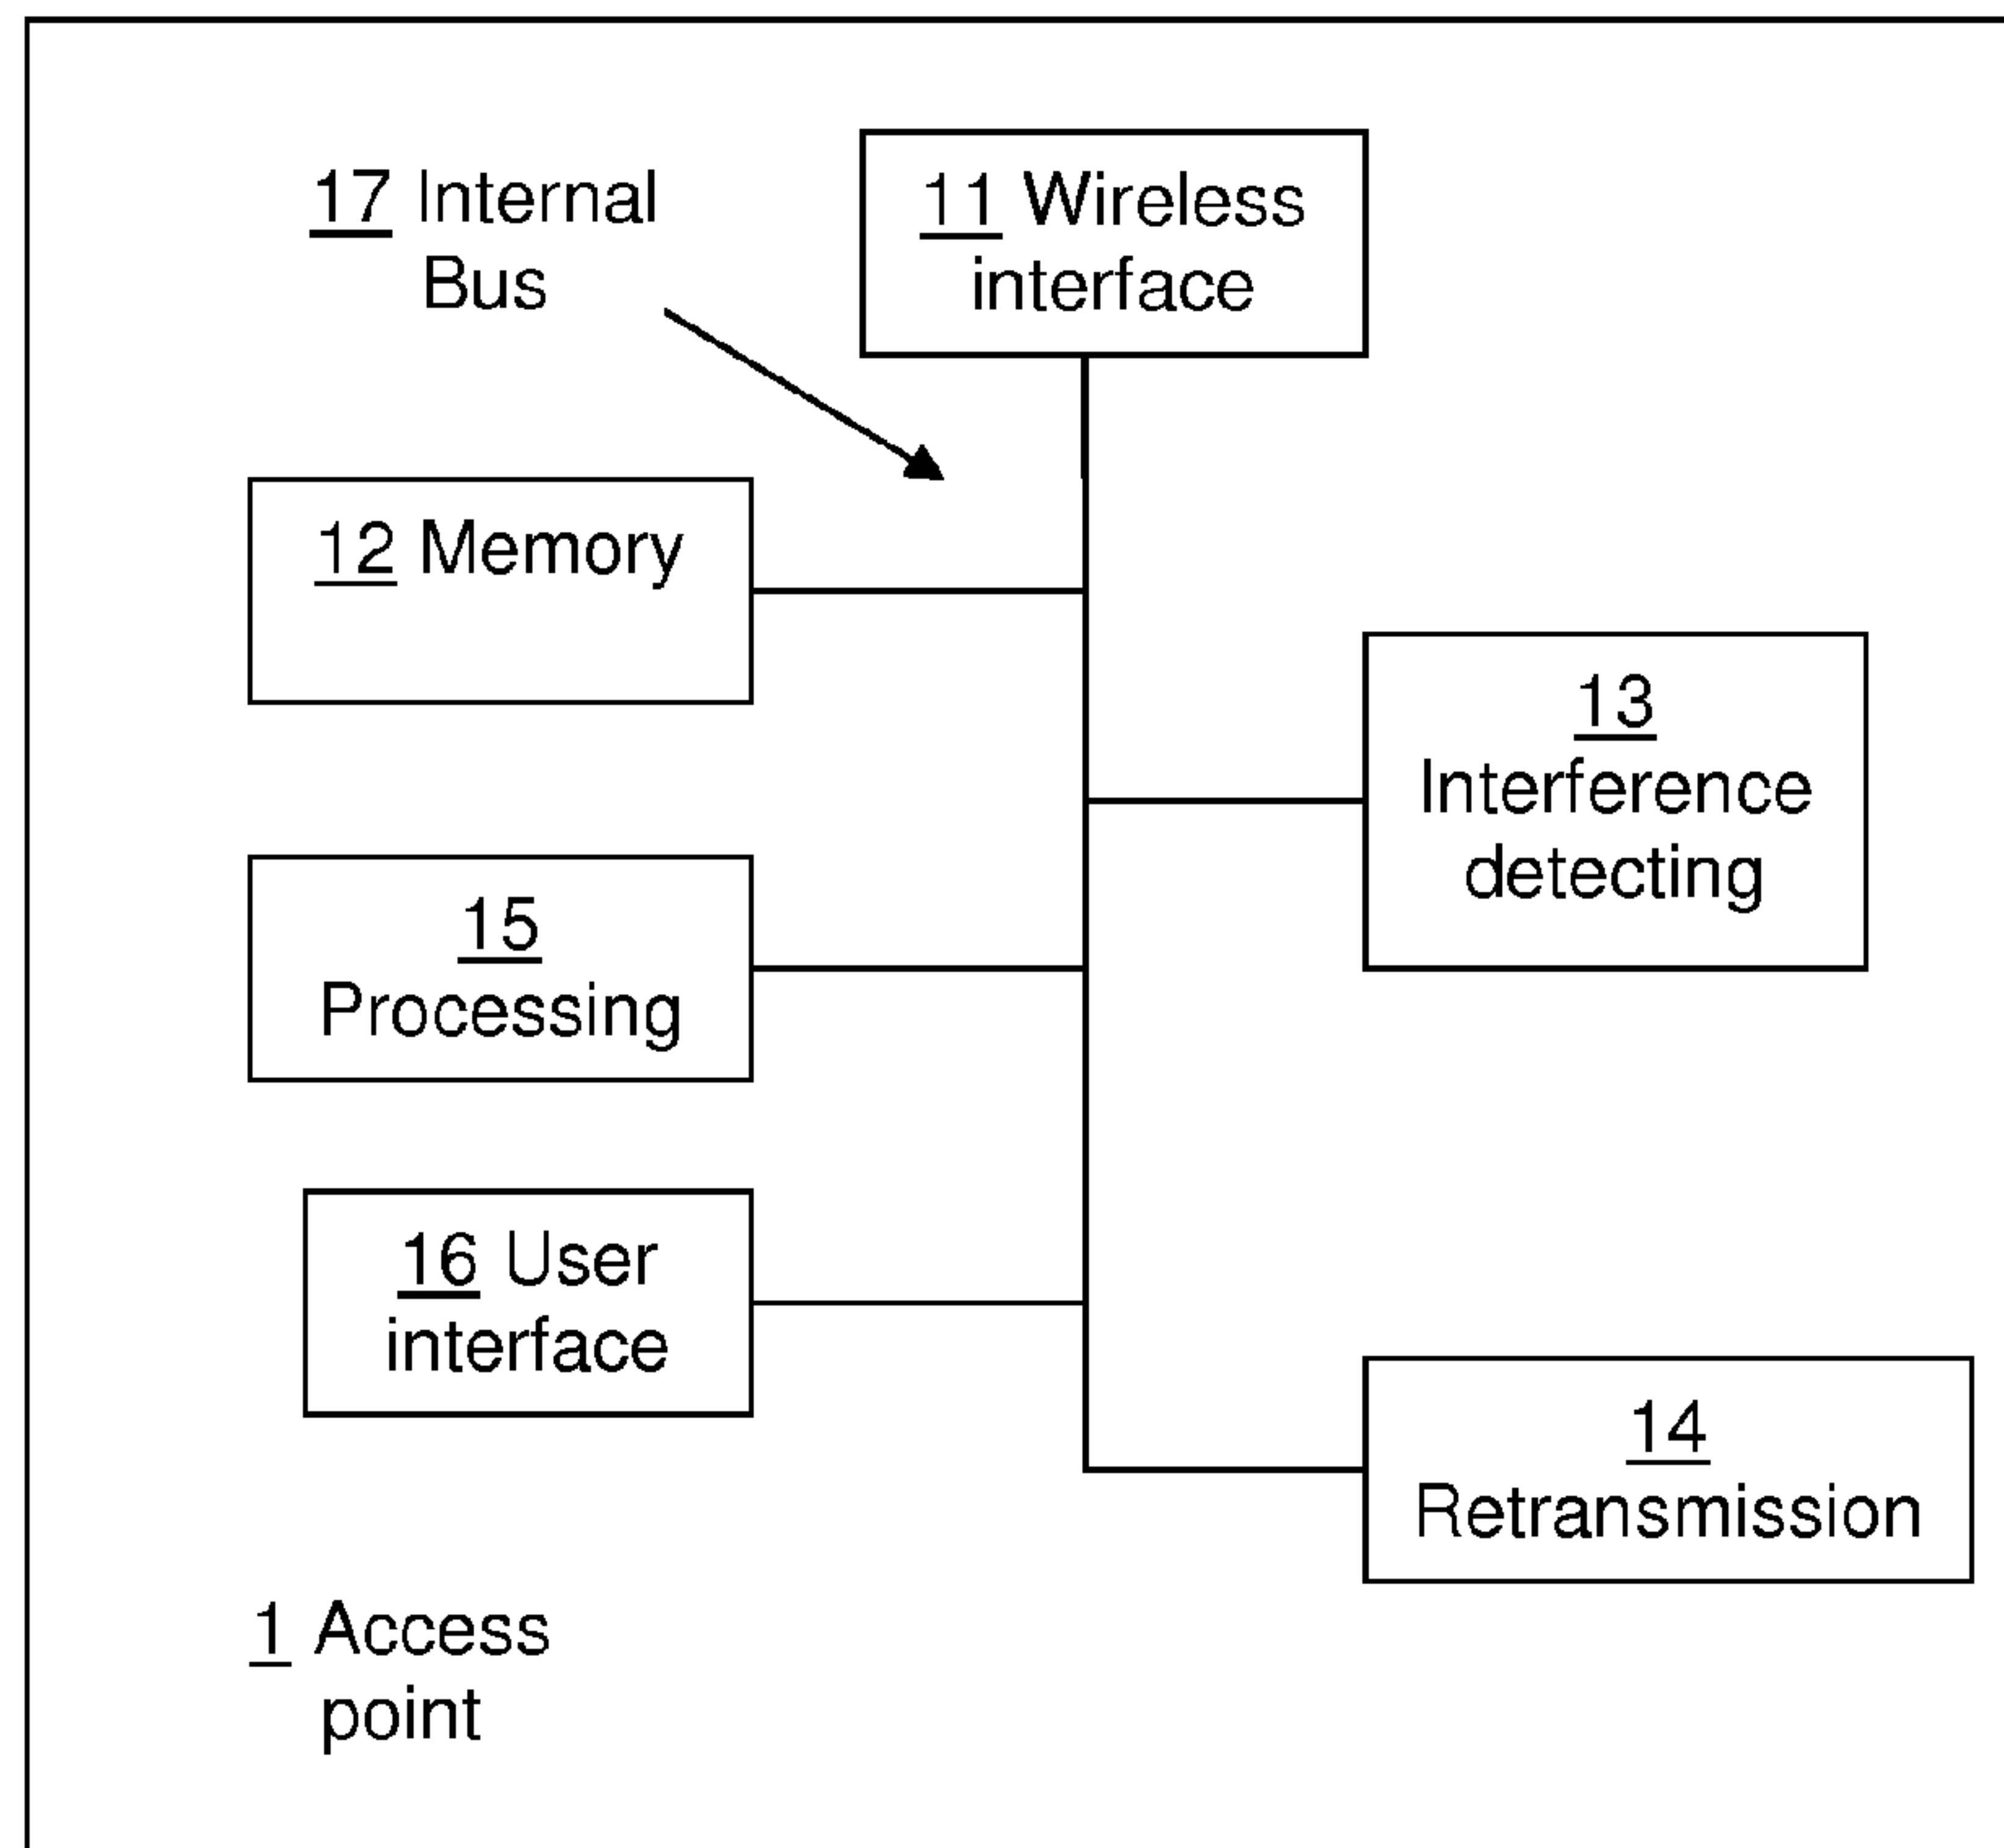 17 Internal
Bus
11 Wireless
interface
12 Memory
13
Interference
detecting
15
Processing
16 User
interface
14
Retransmission
1 Access
point